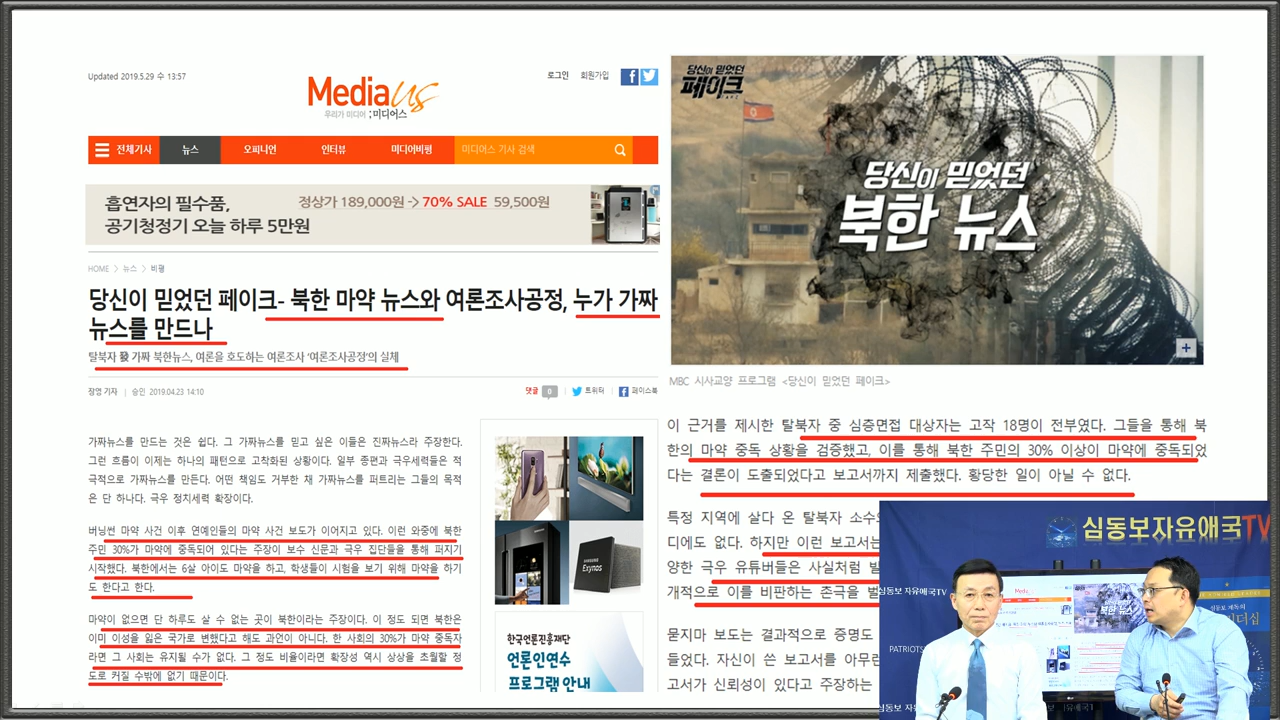 Updated 2019.5.29 수 13:57
로그인
회원가입
Mediaus
우리가 미디어 ; 미디어스
전체기사
뉴스
오피니언
인터뷰
미디어비평
미디어스 기사 검색
흡연자의 필수품,
공기청정기 오늘 하루 5만원
정상가 189,000원 -> 70% SALE 59,500원
HOME > 뉴스 > 비평
당신이 믿었던 페이크- 북한 마약 뉴스와 여론조사공정, 누가 가짜
뉴스를 만드나
탈북자 發 가짜 북한뉴스, 여론을 호도하는 여론조사 '여론조사공정'의 실체
장영 기자 | 승인 2019.04.23 14:10
댓글 0
트위터
페이스북
가짜뉴스를 만드는 것은 쉽다. 그 가짜뉴스를 믿고 싶은 이들은 진짜뉴스라 주장한다.
그런 흐름이 이제는 하나의 패턴으로 고착화된 상황이다. 일부 종편과 극우세력들은 적
극적으로 가짜뉴스를 만든다. 어떤 책임도 거부한 채 가짜뉴스를 퍼트리는 그들의 목적
은 단 하나다. 극우 정치세력 확장이다.
버닝썬 마약 사건 이후 연예인들의 마약 사건 보도가 이어지고 있다. 이런 와중에 북한
주민 30%가 마약에 중독되어 있다는 주장이 보수 신문과 극우 집단들을 통해 퍼지기
시작했다. 북한에서는 6살 아이도 마약을 하고, 학생들이 시험을 보기 위해 마약을 하기
도 한다고 한다.
마약이 없으면 단 하루도 살 수 없는 곳이 북한이라는 주장이다. 이 정도 되면 북한은
이미 이성을 잃은 국가로 변했다고 해도 과언이 아니다. 한 사회의 30%가 마약 중독자
라면 그 사회는 유지될 수가 없다. 그 정도 비율이라면 확장성 역시 상상을 초월할 정
도로 커질 수밖에 없기 때문이다.
SAMSUNG
Exynos
한국언론진흥재단
언론인연수
프로그램 안내
당신이 믿었던
페이크
당신이 믿었던
북한 뉴스
MBC 시사교양 프로그램 <당신이 믿었던 페이크>
이 근거를 제시한 탈북자 중 심층면접 대상자는 고작 18명이 전부였다. 그들을 통해 북
한의 마약 중독 상황을 검증했고, 이를 통해 북한 주민의 30% 이상이 마약에 중독되었
다는 결론이 도출되었다고 보고서까지 제출했다. 황당한 일이 아닐 수 없다.
특정 지역에 살다 온 탈북자 소수
디에도 없다. 하지만 이런 보고서는
양한 극우 유튜버들은 사실처럼
개적으로 이를 비판하는 존극을
묻지마 보도는 결과적으로 증명도
들었다. 자신이 쓴 보고서를 아무런
고서가 신뢰성이 있다고 주장하는
심동보자유애국TV
심동보 자유애국TV
PATRIOTS
심동보 제독의
더십